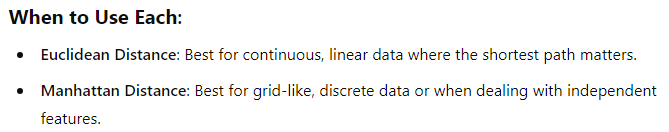 When to Use Each:
• Euclidean Distance: Best for continuous, linear data where the shortest path matters.
• Manhattan Distance: Best for grid-like, discrete data or when dealing with independent
features.